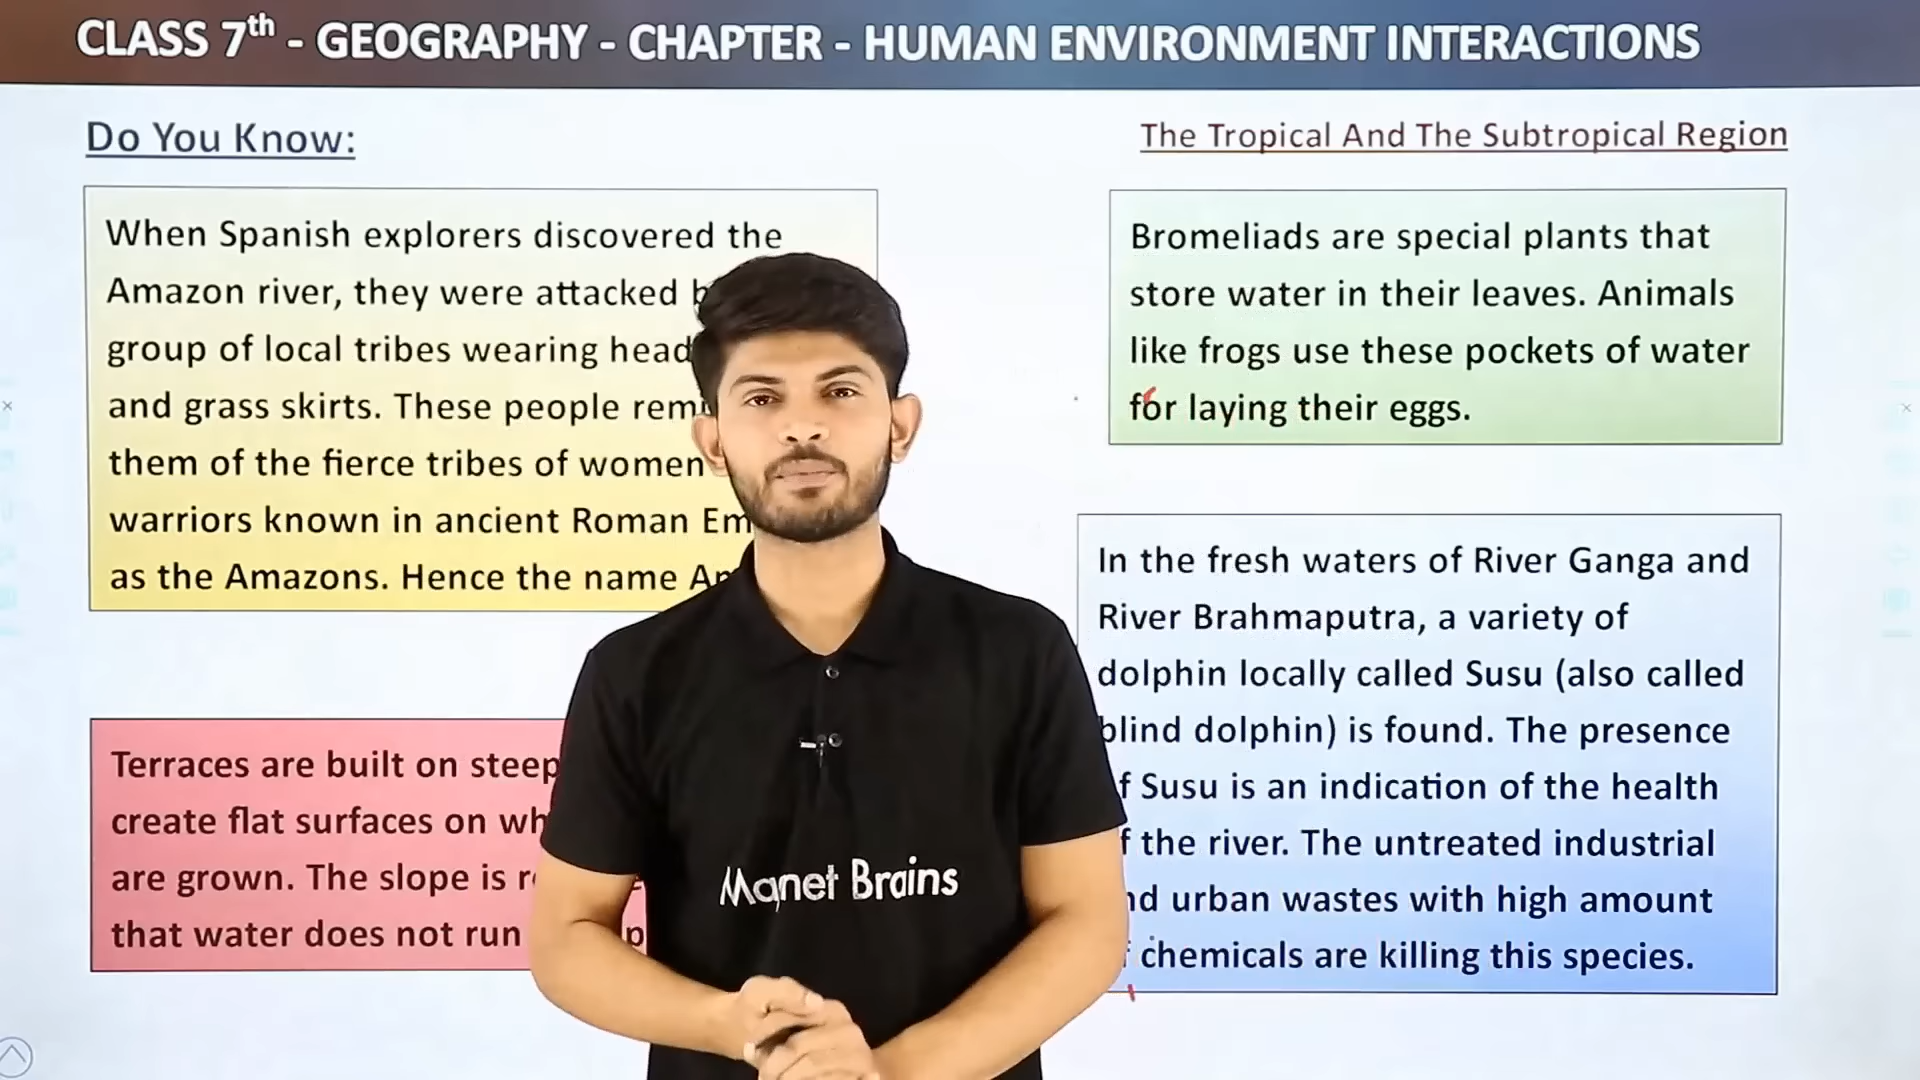 CLASS 7th - GEOGRAPHY - CHAPTER - HUMAN ENVIRONMENT INTERACTIONS
Do You Know:
The Tropical And The Subtropical Region
When Spanish explorers discovered the
Amazon river, they were attacked
group of local tribes wearing head
and grass skirts. These people
them of the fierce tribes of women
warriors known in ancient Roman
as the Amazons. Hence the name
Bromeliads are special plants that
store water in their leaves. Animals
like frogs use these pockets of water
for laying their eggs.
Terraces are built on steep
create flat surfaces on
are grown. The slope is
that water does not run
In the fresh waters of River Ganga and
River Brahmaputra, a variety of
dolphin locally called Susu (also called
blind dolphin) is found. The presence
Susu is an indication of the health
the river. The untreated industrial
urban wastes with high amount
chemicals are killing this species.
Magnet Brains